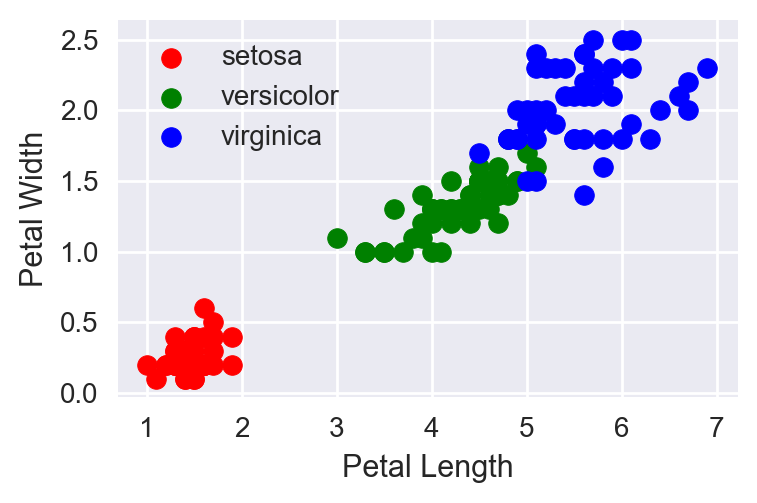 2.5
2.0
1.5
1.0
0.5
0.0
Petal Width
setosa
versicolor
virginica
1 2 3 4 5 6 7
Petal Length